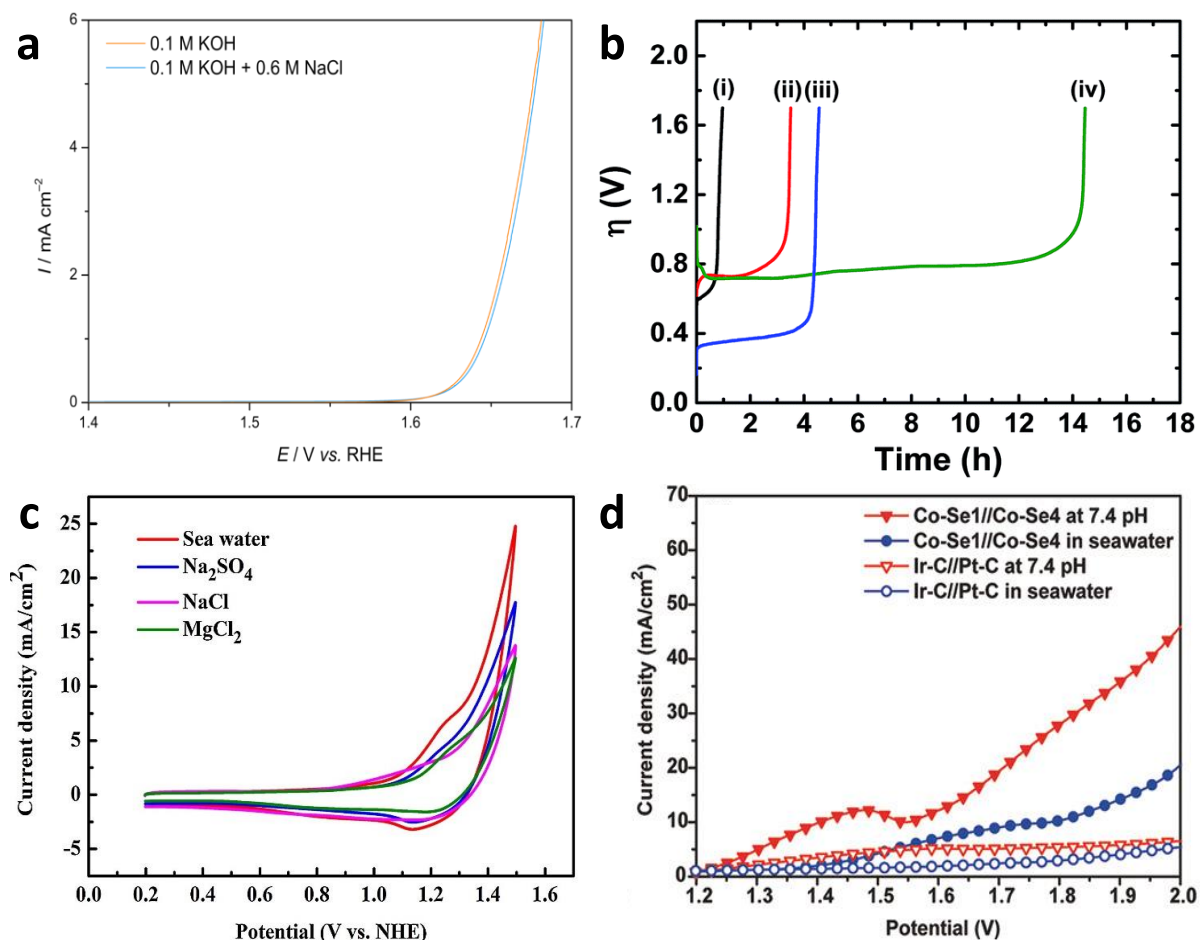 a
0.1 M KOH
0.1 M KOH + 0.6 M NaCl
6
4
2
0
I / mA cm⁻²
1.4
1.5
1.6
1.7
E / V vs. RHE
b
2.0
1.6
1.2
0.8
0.4
0.0
η (V)
(i)
(ii)
(iii)
(iv)
0 2 4 6 8 10 12 14 16 18
Time (h)
c
Sea water
Na₂SO₄
NaCl
MgCl₂
25
20
15
10
5
0
-5
Current density (mA/cm²)
0.0 0.2 0.4 0.6 0.8 1.0 1.2 1.4 1.6
Potential (V vs. NHE)
d
Co-Se1//Co-Se4 at 7.4 pH
Co-Se1//Co-Se4 in seawater
Ir-C//Pt-C at 7.4 pH
Ir-C//Pt-C in seawater
70
60
50
40
30
20
10
0
Current density (mA/cm²)
1.2 1.3 1.4 1.5 1.6 1.7 1.8 1.9 2.0
Potential (V)